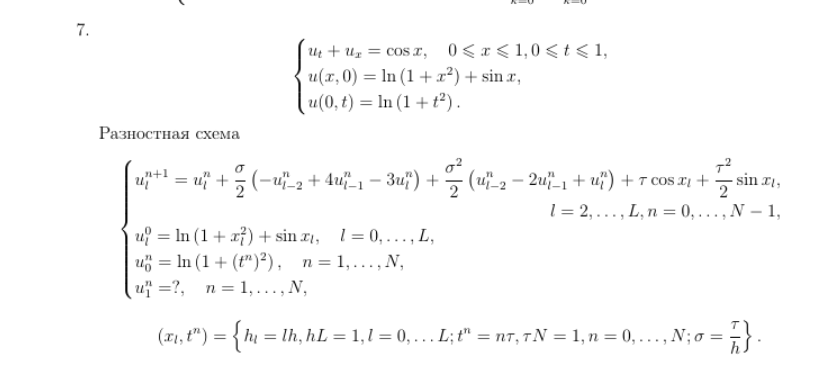 7.
{ u_t + u_x = cos x, 0 ⩽ x ⩽ 1, 0 ⩽ t ⩽ 1,
u(x, 0) = ln (1 + x²) + sin x,
u(0, t) = ln (1 + t²) .
Разностная схема
{ u_l^{n+1} = u_l^n + σ/2 (−u_{l−2}^n + 4u_{l−1}^n − 3u_l^n) + σ²/2 (u_{l−2}^n − 2u_{l−1}^n + u_l^n) + τ cos x_l + τ²/2 sin x_l,
l = 2, . . . , L, n = 0, . . . , N − 1,
u_l^0 = ln (1 + x_l²) + sin x_l, l = 0, . . . , L,
u_0^n = ln (1 + (t^n)²) , n = 1, . . . , N,
u_1^n =?, n = 1, . . . , N,
(x_l, t^n) = { h_l = lh, hL = 1, l = 0, . . . L; t^n = nτ, τN = 1, n = 0, . . . , N; σ = τ/h } .